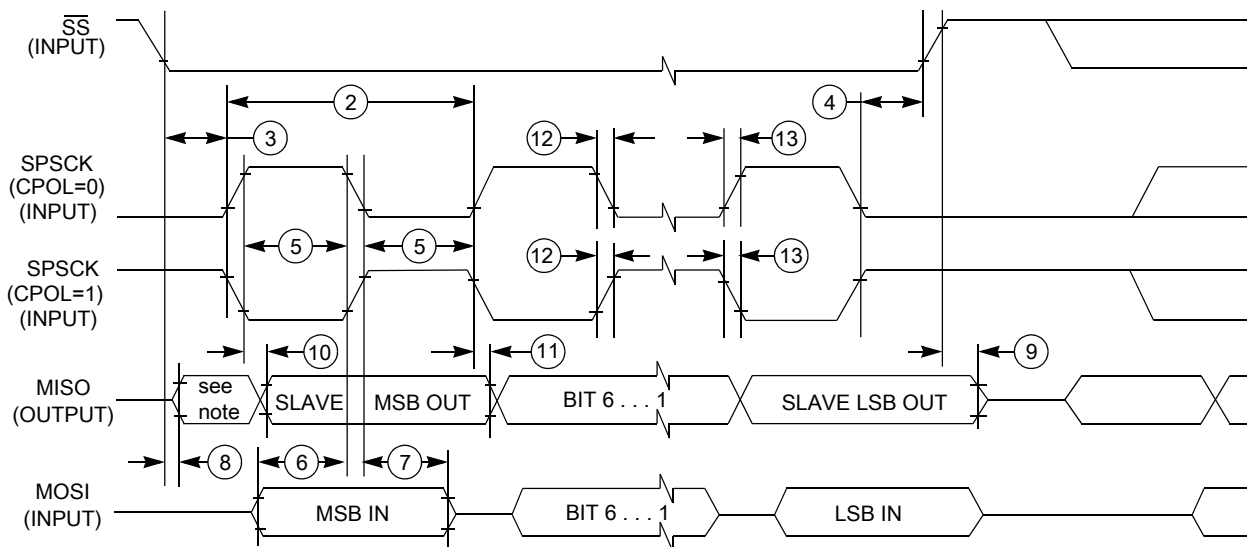 SS
(INPUT)
2
4
3
12
13
SPSCK
(CPOL=0)
(INPUT)
5
5
12
13
SPSCK
(CPOL=1)
(INPUT)
10
11
9
MISO
(OUTPUT)
see
note
SLAVE
MSB OUT
BIT 6 . . . 1
SLAVE LSB OUT
8
6
7
MOSI
(INPUT)
MSB IN
BIT 6 . . . 1
LSB IN